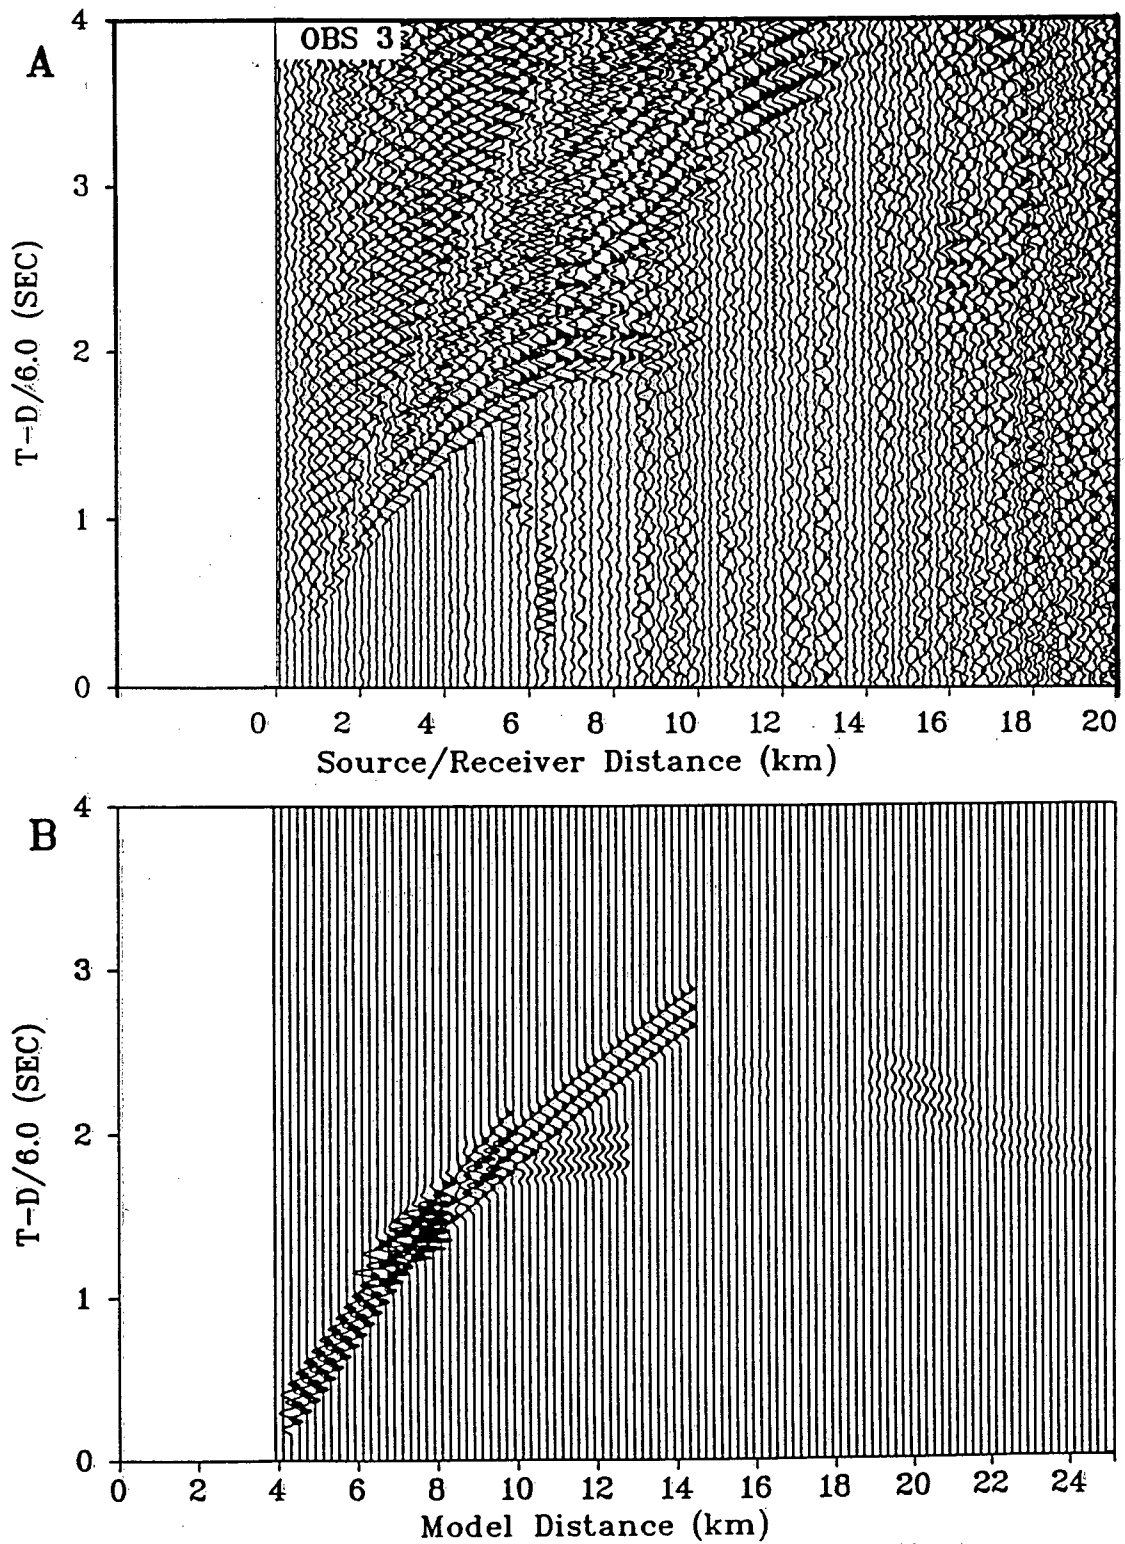 A
OBS 3
4
3
2
1
0
T-D/6.0 (SEC)
0 2 4 6 8 10 12 14 16 18 20
Source/Receiver Distance (km)
B
4
3
2
1
0
T-D/6.0 (SEC)
0 2 4 6 8 10 12 14 16 18 20 22 24
Model Distance (km)